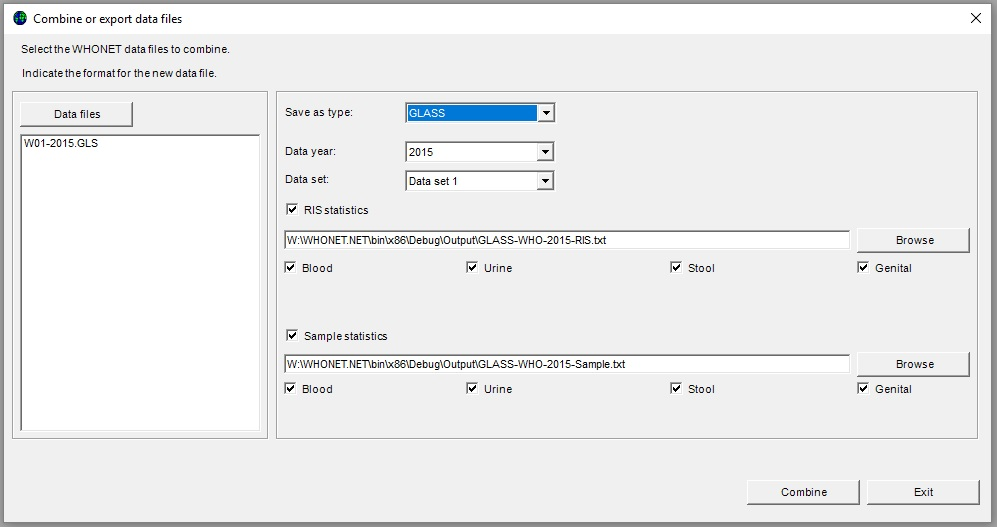 Combine or export data files
Select the WHONET data files to combine.
Indicate the format for the new data file.
Data files
W01-2015.GLS
Save as type: GLASS
Data year: 2015
Data set: Data set 1
RIS statistics
W:\WHONET.NET\bin\x86\Debug\Output\GLASS-WHO-2015-RIS.txt Browse
Blood Urine Stool Genital
Sample statistics
W:\WHONET.NET\bin\x86\Debug\Output\GLASS-WHO-2015-Sample.txt Browse
Blood Urine Stool Genital
Combine Exit